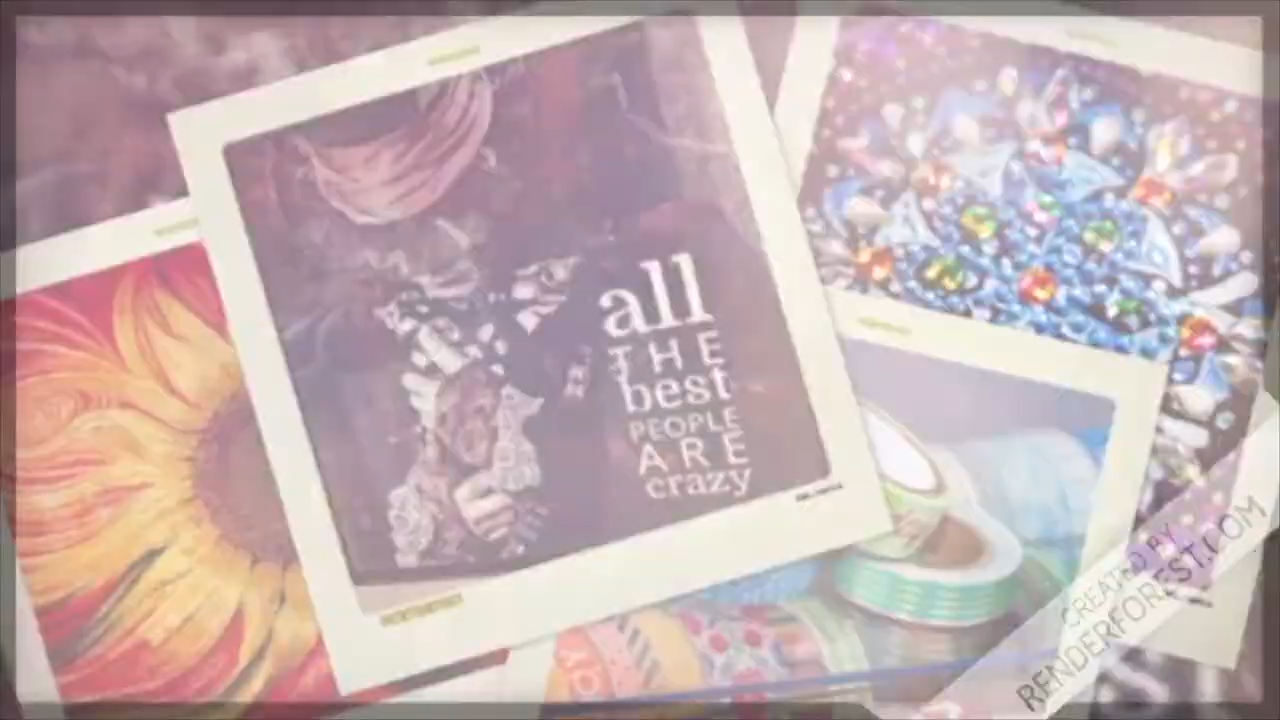 all
THE
best
PEOPLE
ARE
crazy
CREATED BY
RENDERFOREST.COM